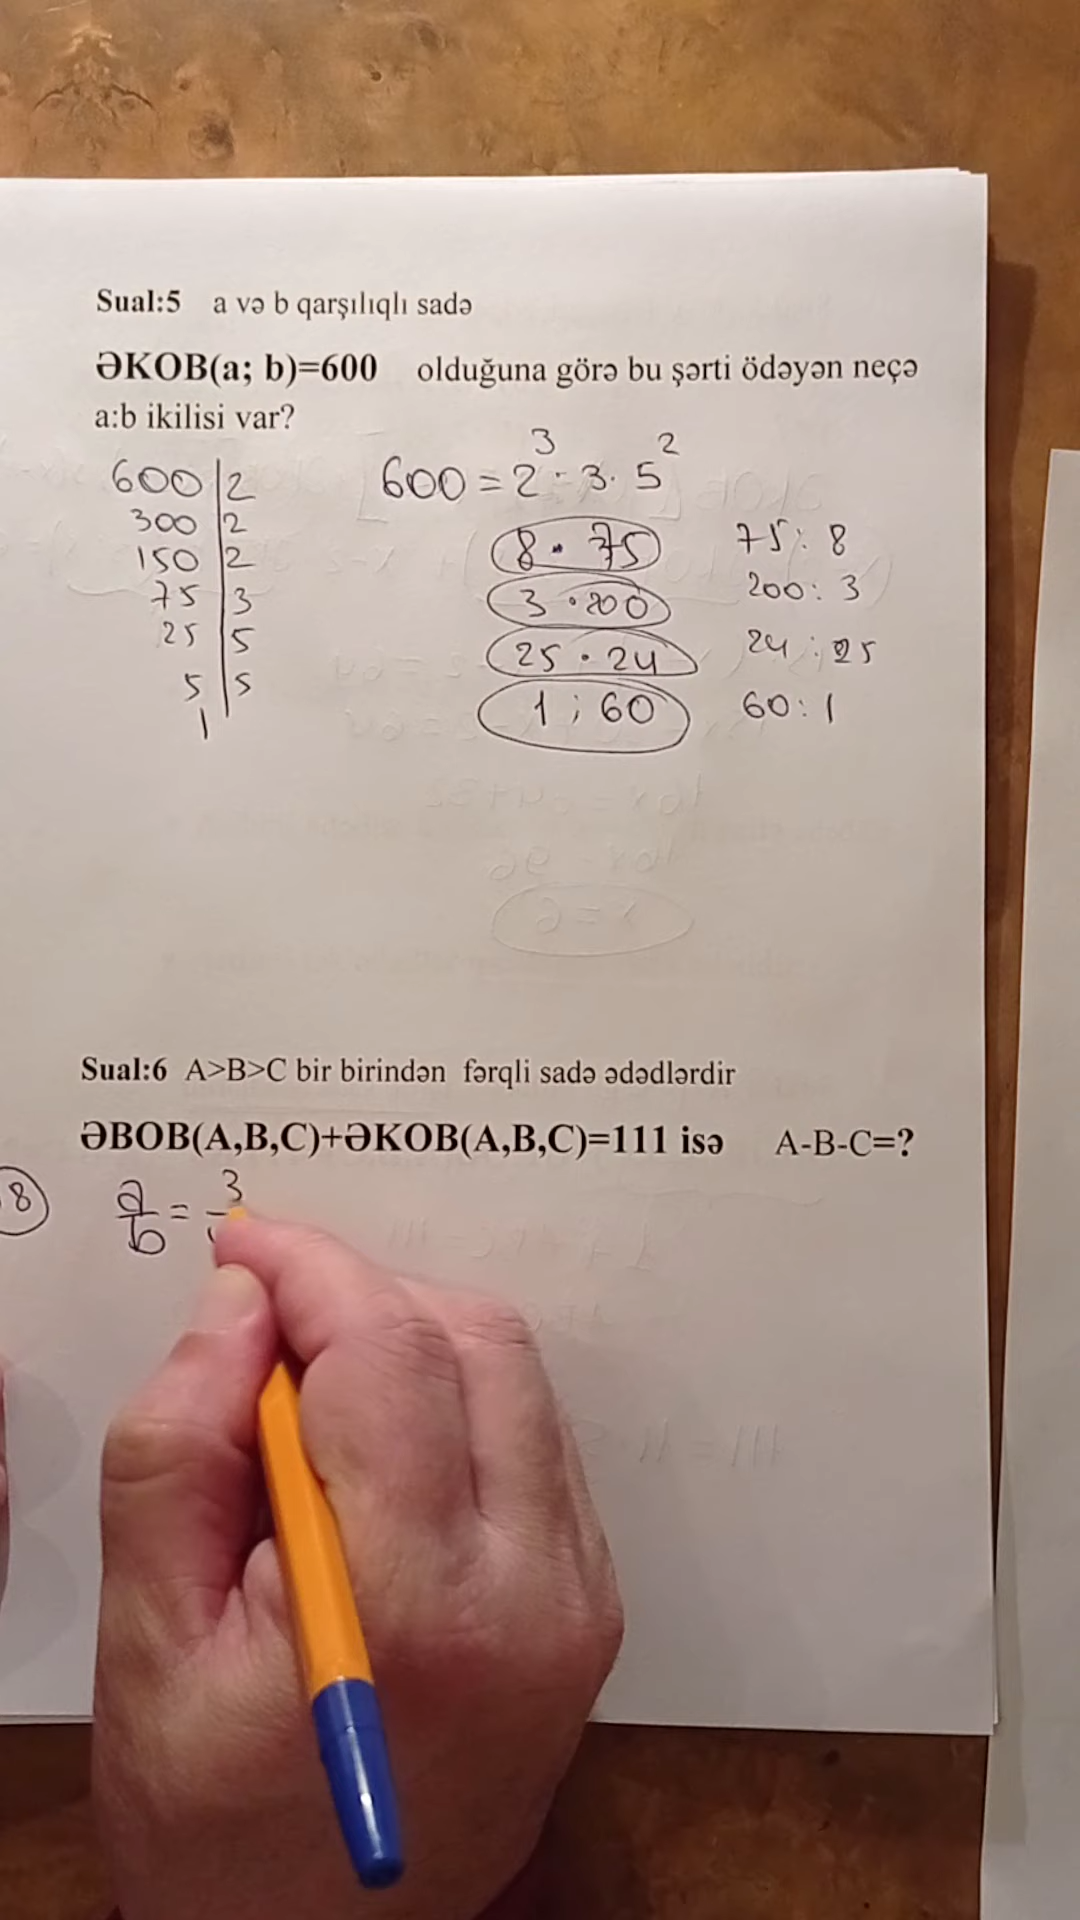 Sual:5 a və b qarşılıqlı sadə
ƏKOB(a; b)=600 olduğuna görə bu şərti ödəyən neçə
a:b ikilisi var?
600 | 2
300 | 2
150 | 2
75 | 3
25 | 5
5 | 5
1
600 = 2³ · 3 · 5²
8 · 75
3 · 200
25 · 24
1 ; 60
75 : 8
200 : 3
24 : 25
60 : 1
Sual:6 A>B>C bir birindən fərqli sadə ədədlərdir
ƏBOB(A,B,C)+ƏKOB(A,B,C)=111 isə A-B-C=?
8
a/b = 3